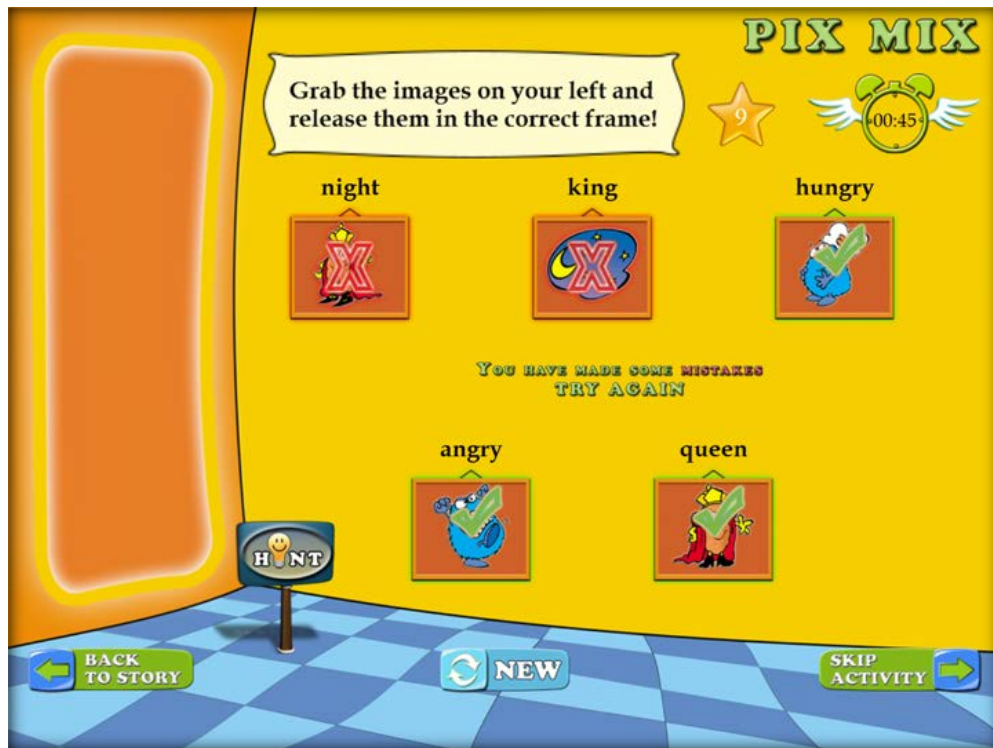 PIX MIX
Grab the images on your left and
release them in the correct frame!
9
00:45
night
king
hungry
X
X
YOU HAVE MADE SOME MISTAKES
TRY AGAIN
angry
queen
HINT
BACK
TO STORY
NEW
SKIP
ACTIVITY